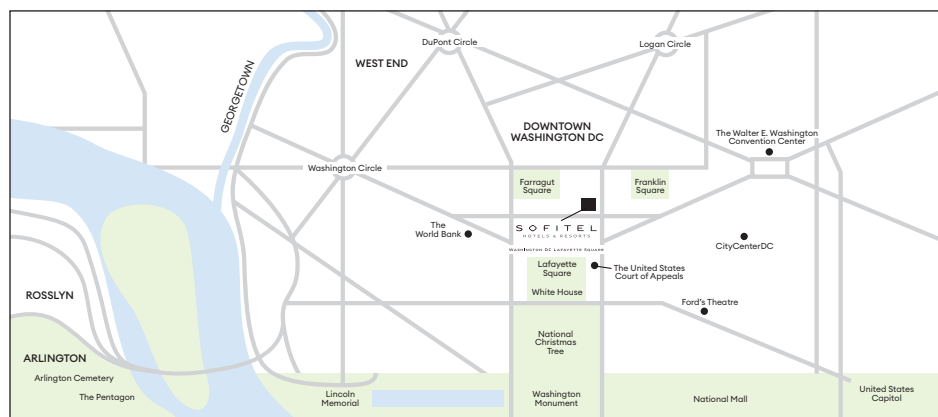 DuPont Circle
Logan Circle
WEST END
GEORGETOWN
DOWNTOWN
WASHINGTON DC
The Walter E. Washington
Convention Center
Washington Circle
Farragut
Square
Franklin
Square
The
World Bank
SOFITEL
HOTELS & RESORTS
WASHINGTON DC LAFAYETTE SQUARE
CityCenterDC
Lafayette
Square
The United States
Court of Appeals
White House
ROSSLYN
Ford's Theatre
National
Christmas
Tree
ARLINGTON
Arlington Cemetery
The Pentagon
Lincoln
Memorial
Washington
Monument
National Mall
United States
Capitol